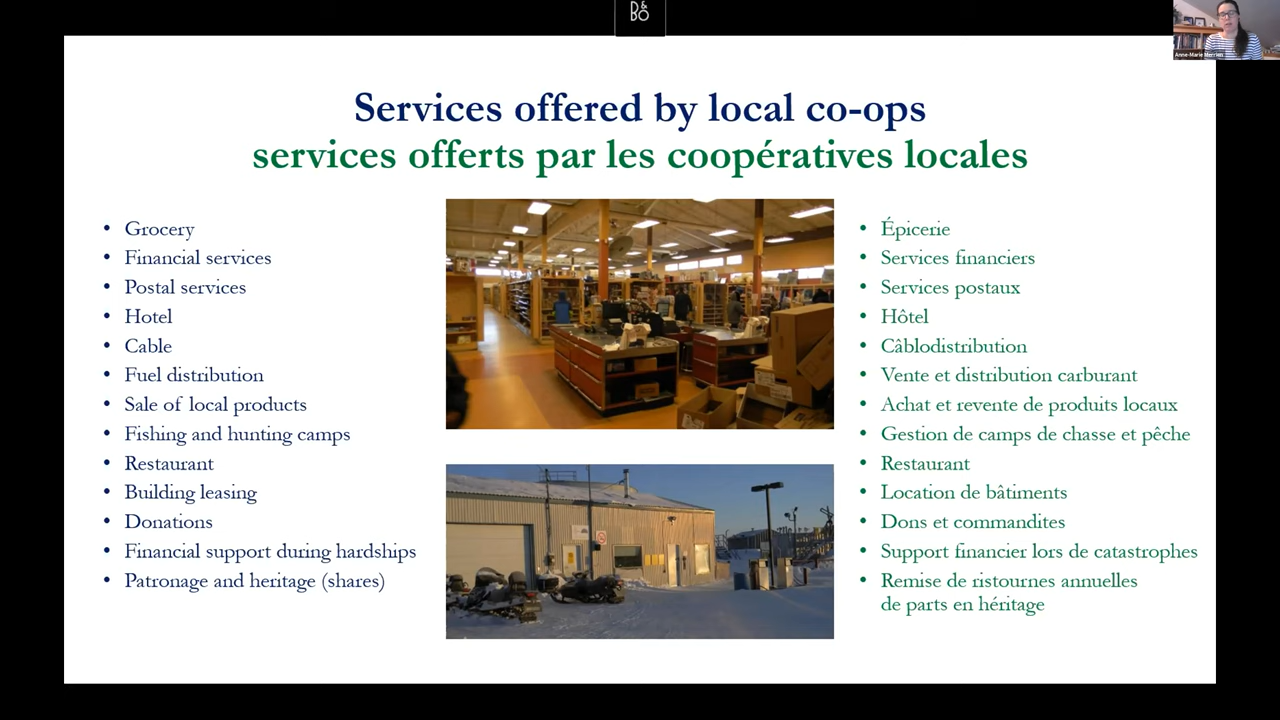 B&BO
Anne-Marie Merrien
Services offered by local co-ops
services offerts par les coopératives locales
• Grocery
• Financial services
• Postal services
• Hotel
• Cable
• Fuel distribution
• Sale of local products
• Fishing and hunting camps
• Restaurant
• Building leasing
• Donations
• Financial support during hardships
• Patronage and heritage (shares)
• Épicerie
• Services financiers
• Services postaux
• Hôtel
• Câblodistribution
• Vente et distribution carburant
• Achat et revente de produits locaux
• Gestion de camps de chasse et pêche
• Restaurant
• Location de bâtiments
• Dons et commandites
• Support financier lors de catastrophes
• Remise de ristournes annuelles
de parts en héritage